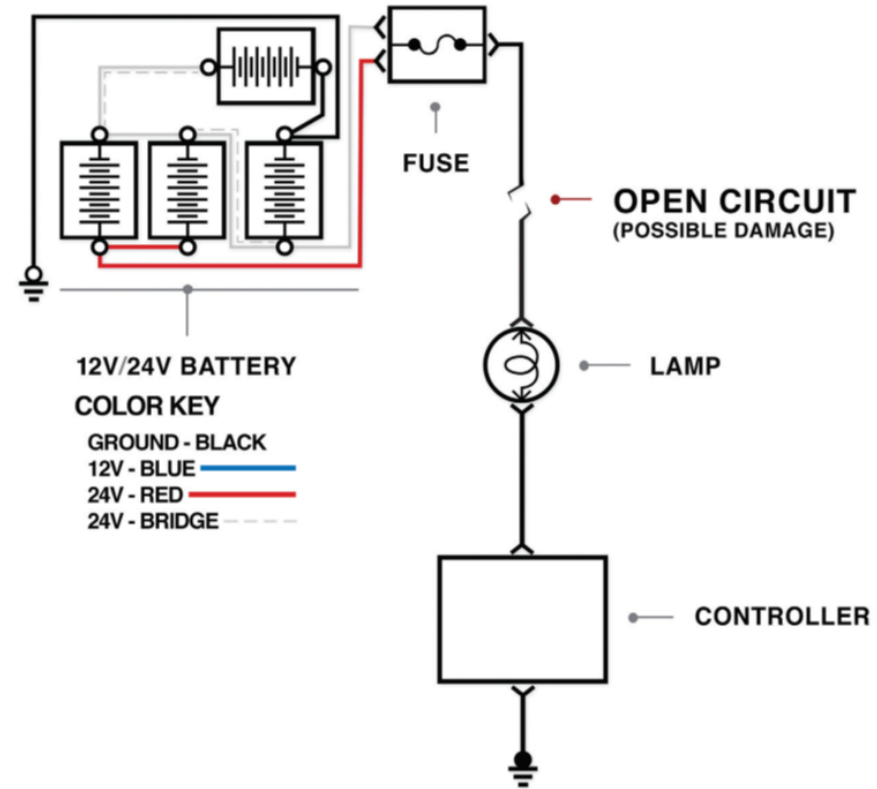 FUSE
OPEN CIRCUIT
(POSSIBLE DAMAGE)
12V/24V BATTERY
LAMP
COLOR KEY
GROUND - BLACK
12V - BLUE
24V - RED
24V - BRIDGE
CONTROLLER